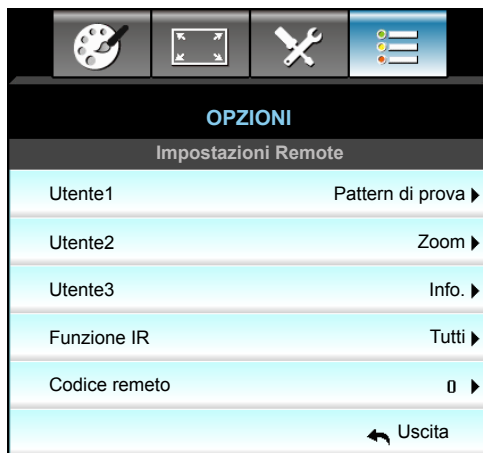 OPZIONI
Impostazioni Remote
Utente1 Pattern di prova
Utente2 Zoom
Utente3 Info.
Funzione IR Tutti
Codice remeto 0
Uscita